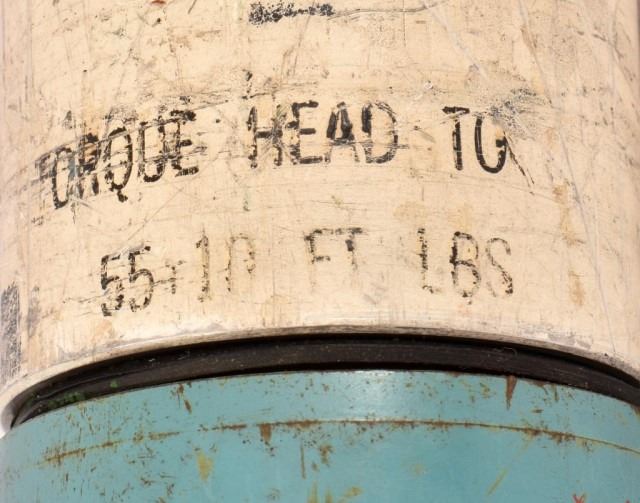 TORQUE HEAD TO
55±10 FT LBS